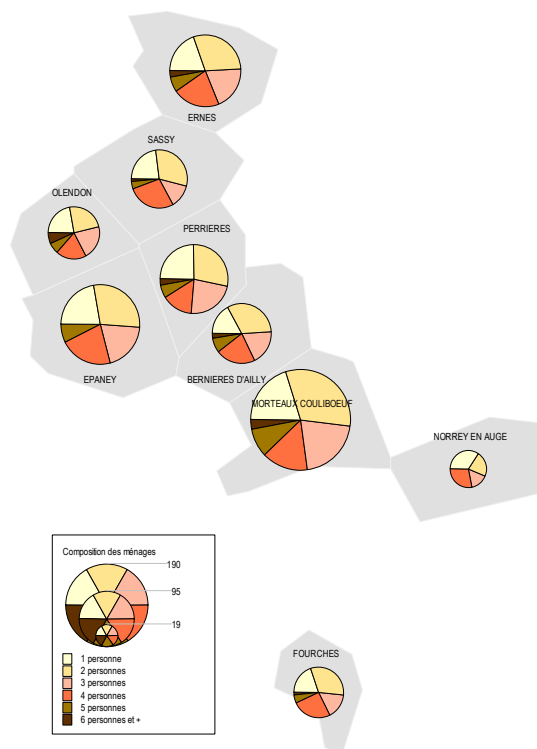 ERNES
SASSY
OLENDON
PERRIERES
EPANEY
BERNIERES D'AILLY
MORTEAUX COULIBOEUF
NORREY EN AUGE
Composition des ménages
190
95
19
1 personne
2 personnes
3 personnes
4 personnes
5 personnes
6 personnes et +
FOURCHES